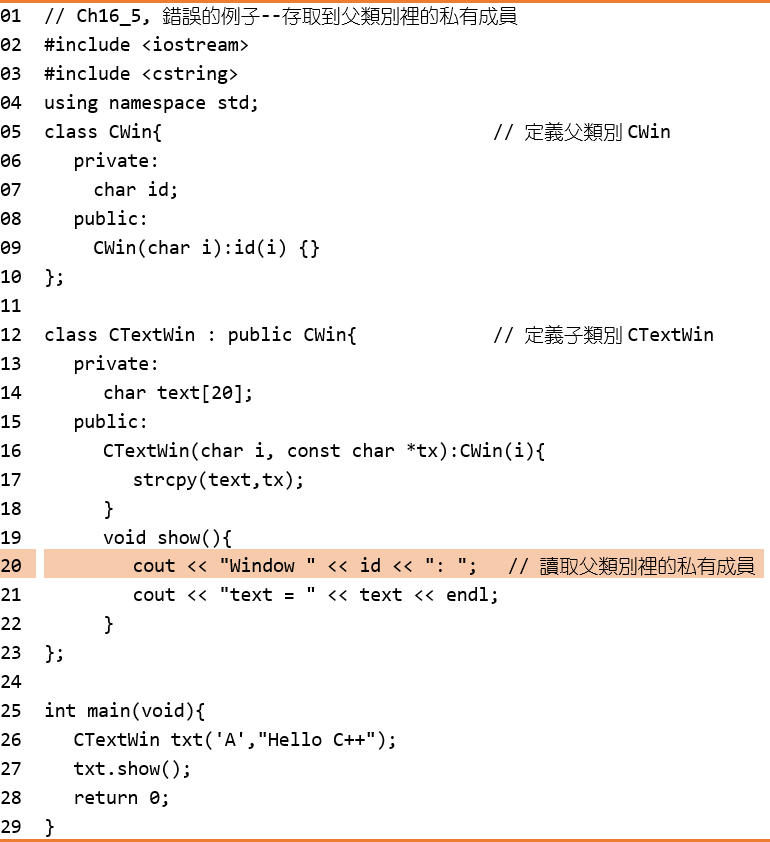 01 // Ch16_5, 錯誤的例子--存取到父類別裡的私有成員
02 #include <iostream>
03 #include <cstring>
04 using namespace std;
05 class CWin{ // 定義父類別 CWin
06 private:
07 char id;
08 public:
09 CWin(char i):id(i) {}
10 };
11
12 class CTextWin : public CWin{ // 定義子類別 CTextWin
13 private:
14 char text[20];
15 public:
16 CTextWin(char i, const char *tx):CWin(i){
17 strcpy(text,tx);
18 }
19 void show(){
20 cout << "Window " << id << ": "; // 讀取父類別裡的私有成員
21 cout << "text = " << text << endl;
22 }
23 };
24
25 int main(void){
26 CTextWin txt('A',"Hello C++");
27 txt.show();
28 return 0;
29 }